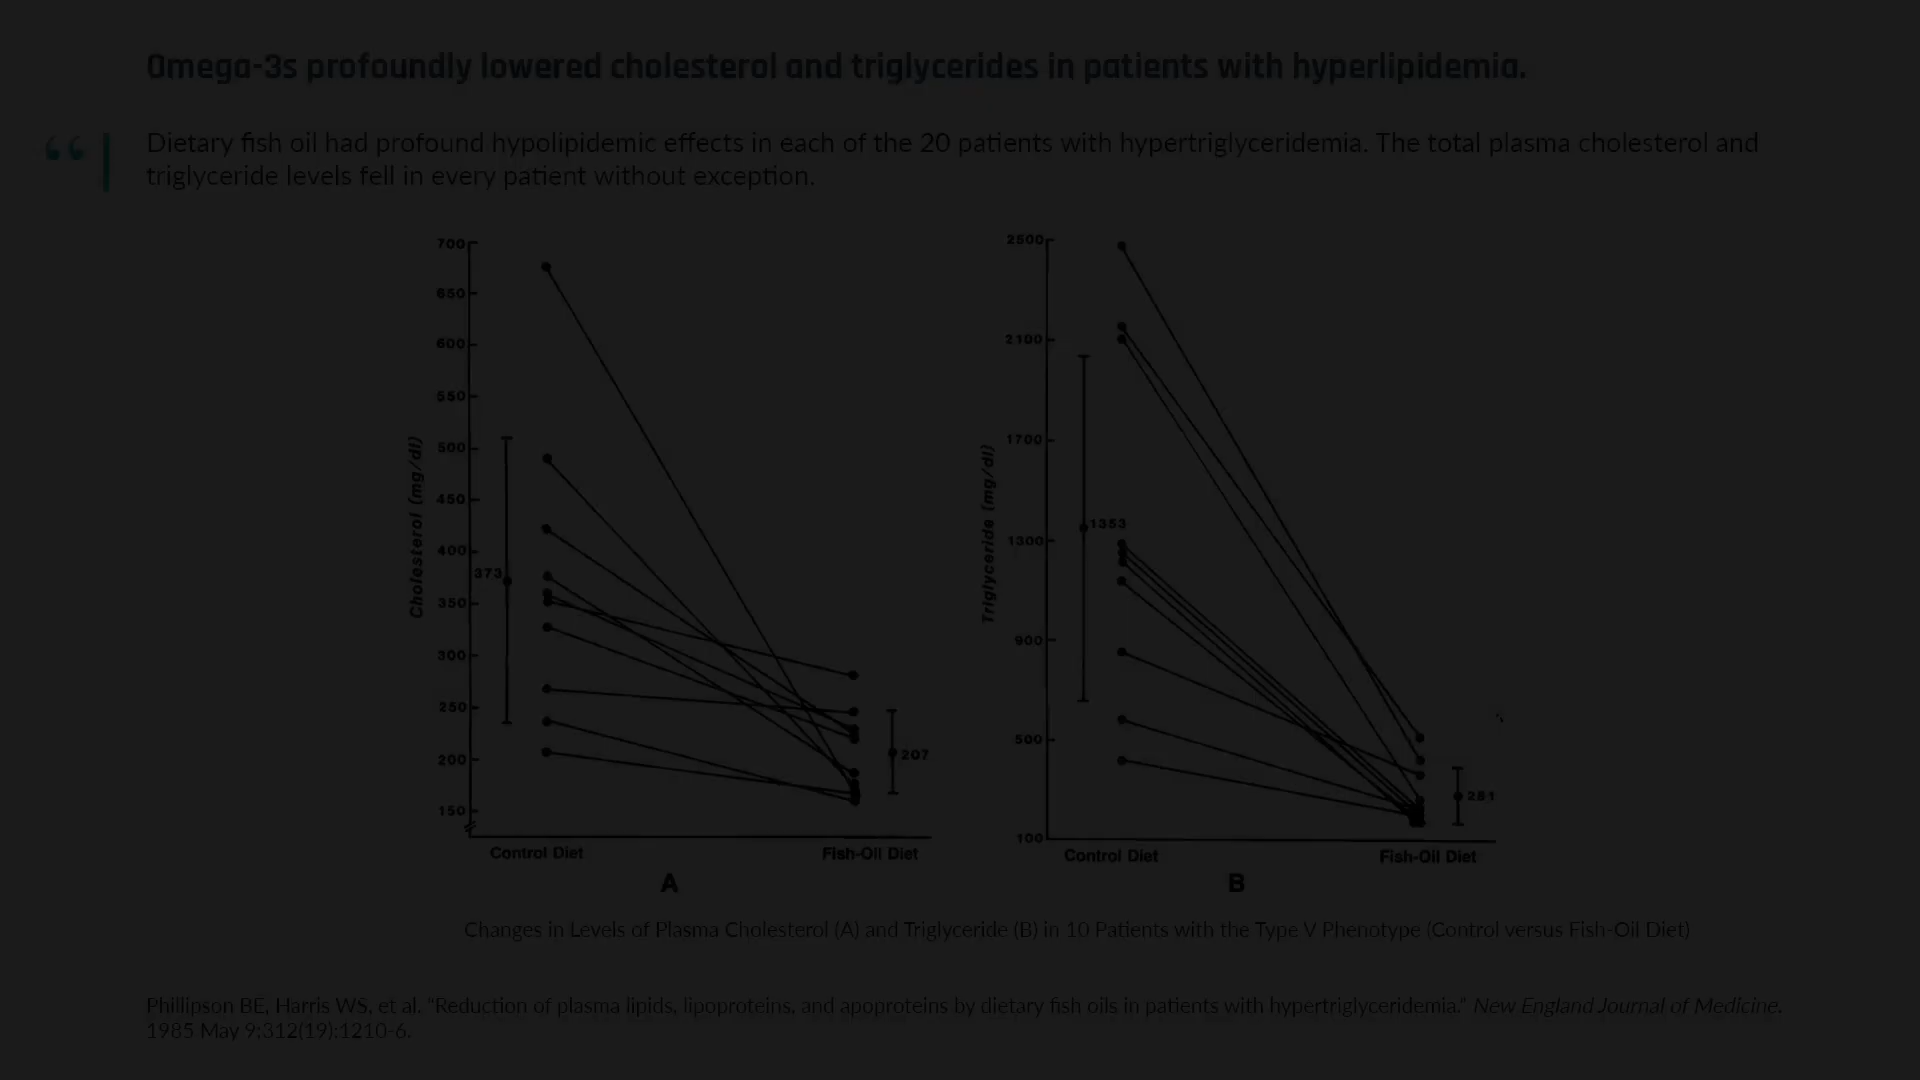 Omega-3s profoundly lowered cholesterol and triglycerides in patients with hyperlipidemia.
“
Dietary fish oil had profound hypolipidemic effects in each of the 20 patients with hypertriglyceridemia. The total plasma cholesterol and
triglyceride levels fell in every patient without exception.
700
650
600
550
500
450
400
350
300
250
200
150
Cholesterol (mg/dl)
373
207
Control Diet
Fish-Oil Diet
A
2500
2100
1700
1300
900
500
100
Triglyceride (mg/dl)
1353
281
Control Diet
Fish-Oil Diet
B
Changes in Levels of Plasma Cholesterol (A) and Triglyceride (B) in 10 Patients with the Type V Phenotype (Control versus Fish-Oil Diet)
Phillipson BE, Harris WS, et al. “Reduction of plasma lipids, lipoproteins, and apoproteins by dietary fish oils in patients with hypertriglyceridemia.” New England Journal of Medicine.
1985 May 9;312(19):1210-6.